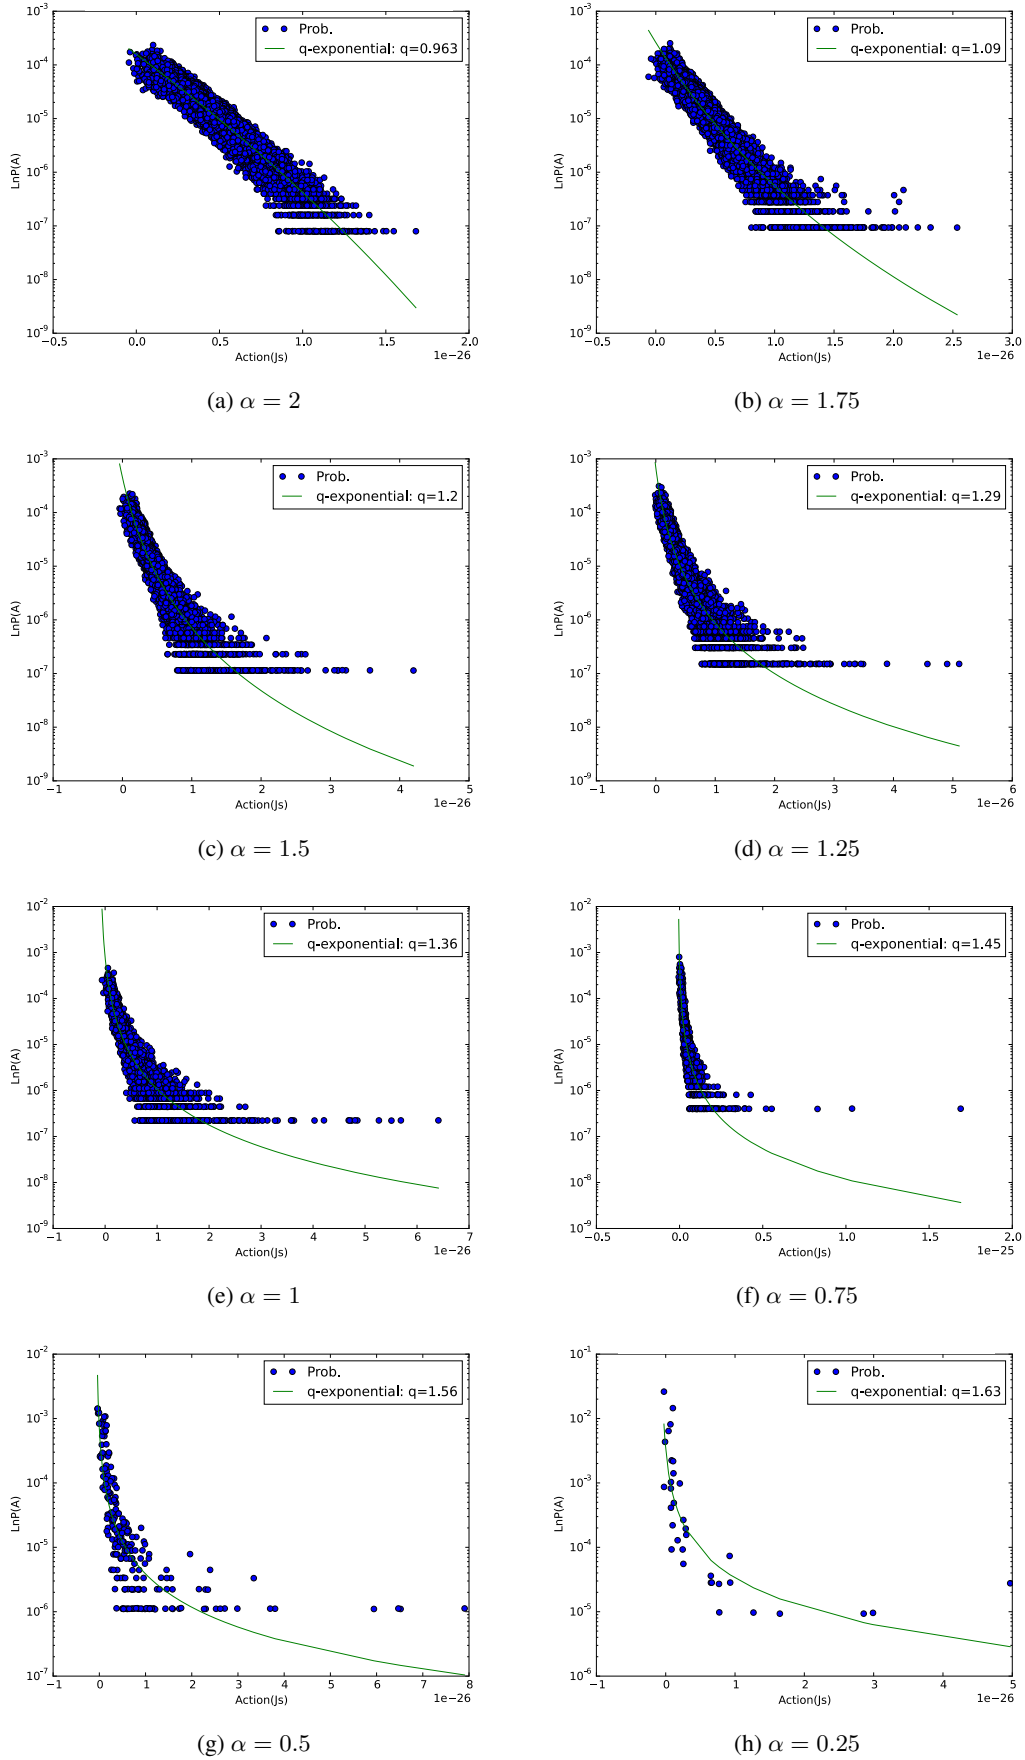 10^-3
10^-4
10^-5
10^-6
10^-7
10^-8
10^-9
LnP(A)
Prob.
q-exponential: q=0.963
-0.5 0.0 0.5 1.0 1.5 2.0
Action(Js) 1e-26
(a) α = 2
10^-3
10^-4
10^-5
10^-6
10^-7
10^-8
10^-9
LnP(A)
Prob.
q-exponential: q=1.09
-0.5 0.0 0.5 1.0 1.5 2.0 2.5 3.0
Action(Js) 1e-26
(b) α = 1.75
10^-3
10^-4
10^-5
10^-6
10^-7
10^-8
10^-9
LnP(A)
Prob.
q-exponential: q=1.2
-1 0 1 2 3 4 5
Action(Js) 1e-26
(c) α = 1.5
10^-3
10^-4
10^-5
10^-6
10^-7
10^-8
10^-9
LnP(A)
Prob.
q-exponential: q=1.29
-1 0 1 2 3 4 5 6
Action(Js) 1e-26
(d) α = 1.25
10^-2
10^-3
10^-4
10^-5
10^-6
10^-7
10^-8
10^-9
LnP(A)
Prob.
q-exponential: q=1.36
-1 0 1 2 3 4 5 6 7
Action(Js) 1e-26
(e) α = 1
10^-2
10^-3
10^-4
10^-5
10^-6
10^-7
10^-8
10^-9
LnP(A)
Prob.
q-exponential: q=1.45
-0.5 0.0 0.5 1.0 1.5 2.0
Action(Js) 1e-25
(f) α = 0.75
10^-2
10^-3
10^-4
10^-5
10^-6
10^-7
LnP(A)
Prob.
q-exponential: q=1.56
-1 0 1 2 3 4 5 6 7 8
Action(Js) 1e-26
(g) α = 0.5
10^-1
10^-2
10^-3
10^-4
10^-5
10^-6
LnP(A)
Prob.
q-exponential: q=1.63
-1 0 1 2 3 4 5
Action(Js) 1e-26
(h) α = 0.25